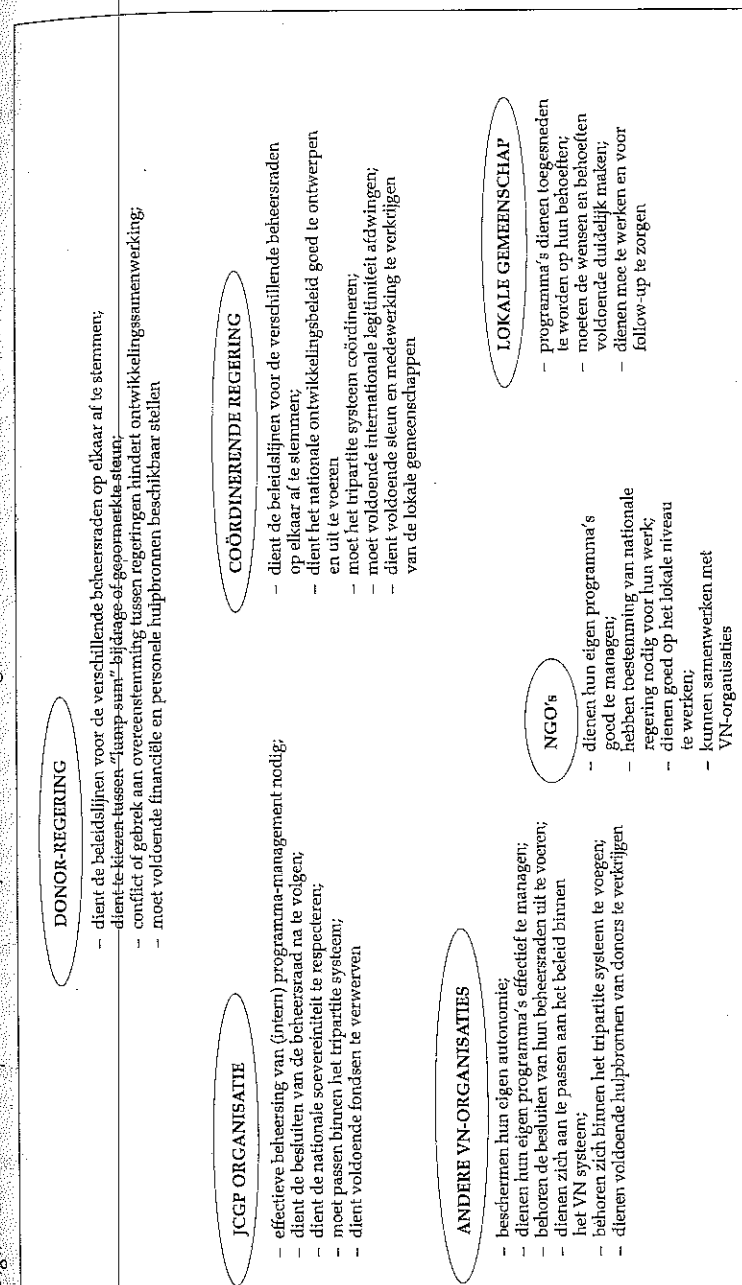 DONOR-REGERING
– dient de beleidslijnen voor de verschillende beheersraden op elkaar af te stemmen;
dient te kiezen tussen "lump sum" bijdrage of geoormerkte steun;
– conflict of gebrek aan overeenstemming tussen regeringen hindert ontwikkelingssamenwerking;
– moet voldoende financiële en personele hulpbronnen beschikbaar stellen
JCGP ORGANISATIE
– effectieve beheersing van (intern) programma-management nodig;
– dient de besluiten van de beheersraad na te volgen;
– dient de nationale soevereiniteit te respecteren;
– moet passen binnen het tripartite systeem;
– dient voldoende fondsen te verwerven
COÖRDINERENDE REGERING
– dient de beleidslijnen voor de verschillende beheersraden
op elkaar af te stemmen;
– dient het nationale ontwikkelingsbeleid goed te ontwerpen
en uit te voeren
– moet het tripartite systeem coördineren;
– moet voldoende internationale legitimiteit afdwingen;
– dient voldoende steun en medewerking te verkrijgen
van de lokale gemeenschappen
ANDERE VN-ORGANISATIES
– beschermen hun eigen autonomie;
– dienen hun eigen programma's effectief te managen;
– behoren de besluiten van hun beheersraden uit te voeren;
– dienen zich aan te passen aan het beleid binnen
het VN systeem;
– behoren zich binnen het tripartite systeem te voegen;
– dienen voldoende hulpbronnen van donors te verkrijgen
NGO's
– dienen hun eigen programma's
goed te managen;
– hebben toestemming van nationale
regering nodig voor hun werk;
– dienen goed op het lokale niveau
te werken;
– kunnen samenwerken met
VN-organisaties
LOKALE GEMEENSCHAP
– programma's dienen toegesneden
te worden op hun behoeften;
– moeten de wensen en behoeften
voldoende duidelijk maken;
– dienen mee te werken en voor
follow-up te zorgen